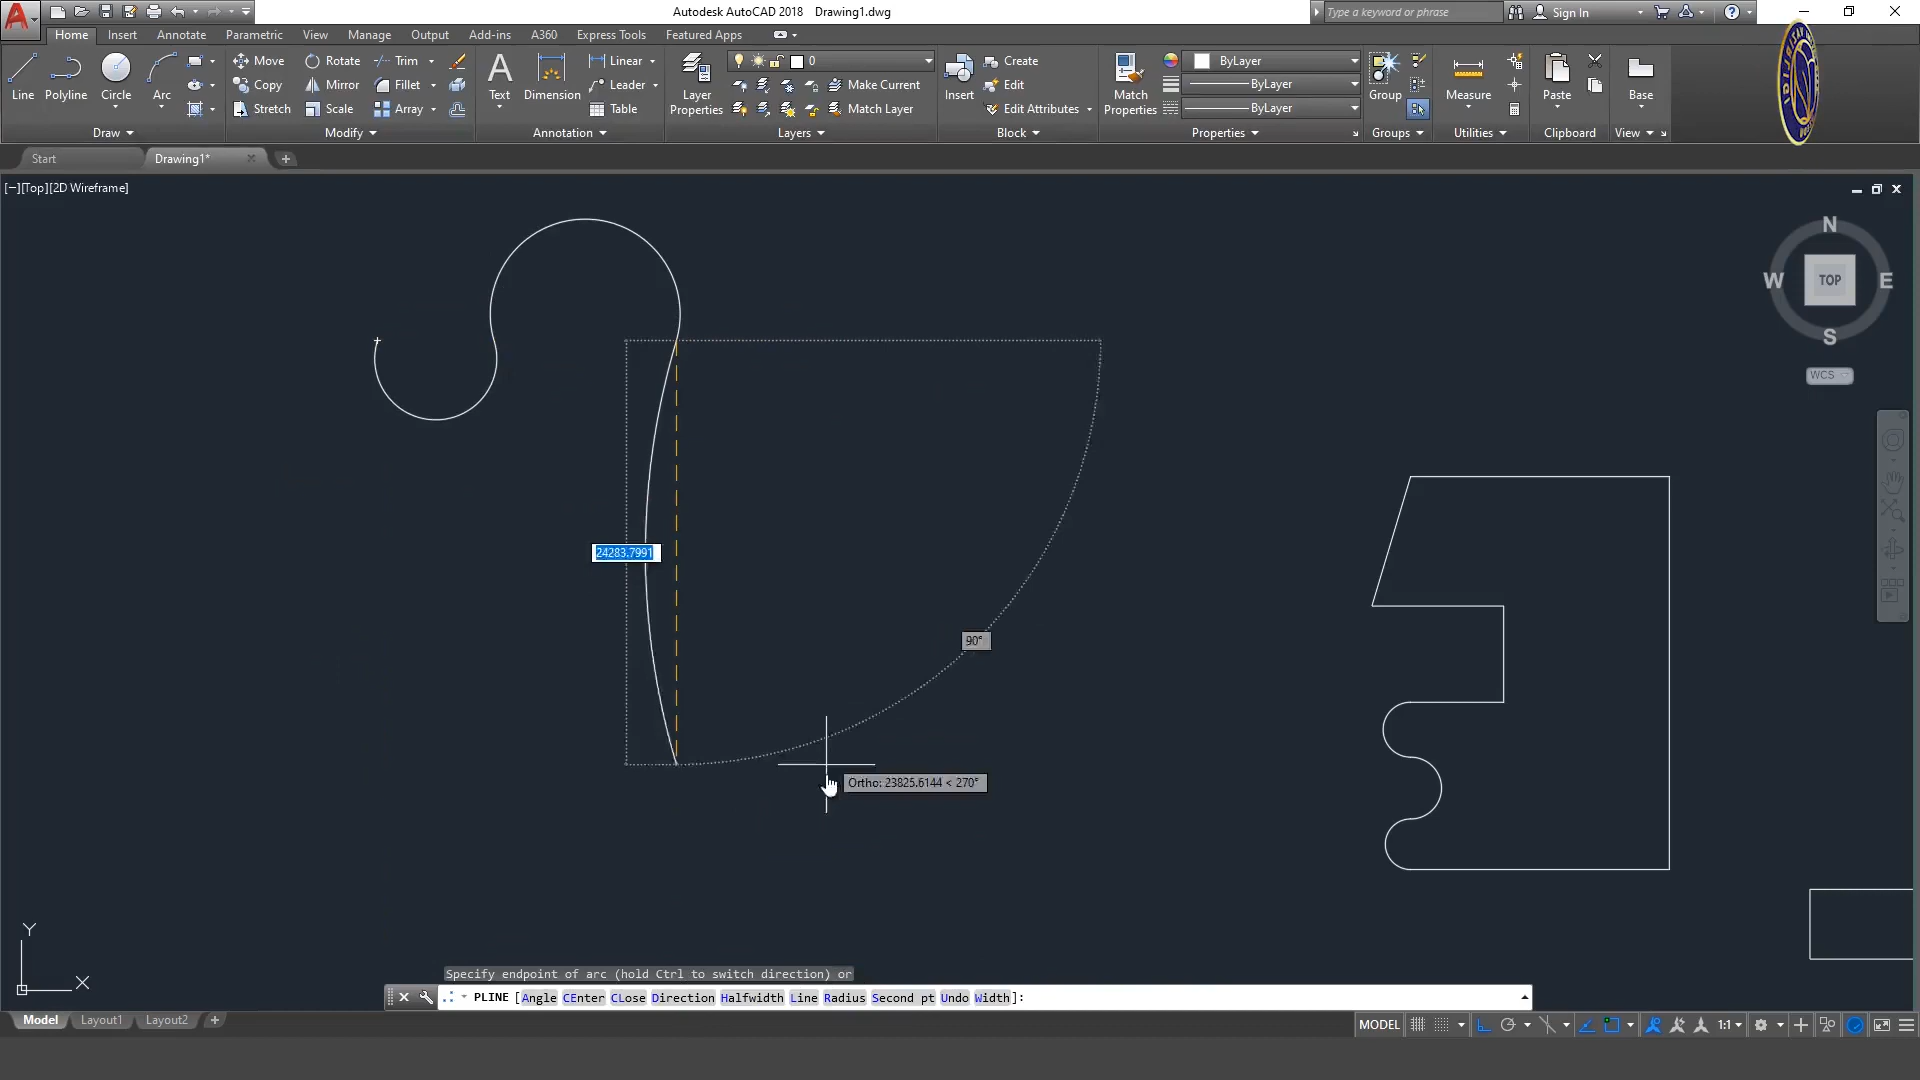 Autodesk AutoCAD 2018 Drawing1.dwg
Type a keyword or phrase
Sign In
Home Insert Annotate Parametric View Manage Output Add-ins A360 Express Tools Featured Apps
Line Polyline Circle Arc
Move Rotate Trim
Copy Mirror Fillet
Stretch Scale Array
Text Dimension
Linear
Leader
Table
Layer Properties
0
Make Current
Match Layer
Insert
Create
Edit
Edit Attributes
Match Properties
ByLayer
ByLayer
ByLayer
Group
Measure
Paste
Base
Draw Modify Annotation Layers Block Properties Groups Utilities Clipboard View
Start Drawing1*
[−][Top][2D Wireframe]
N
W TOP E
S
WCS
24283.7991
90°
Ortho: 23825.6144 < 270°
Y
X
Specify endpoint of arc (hold Ctrl to switch direction) or
PLINE [Angle CEnter CLose Direction Halfwidth Line Radius Second pt Undo Width]:
Model Layout1 Layout2
MODEL 1:1